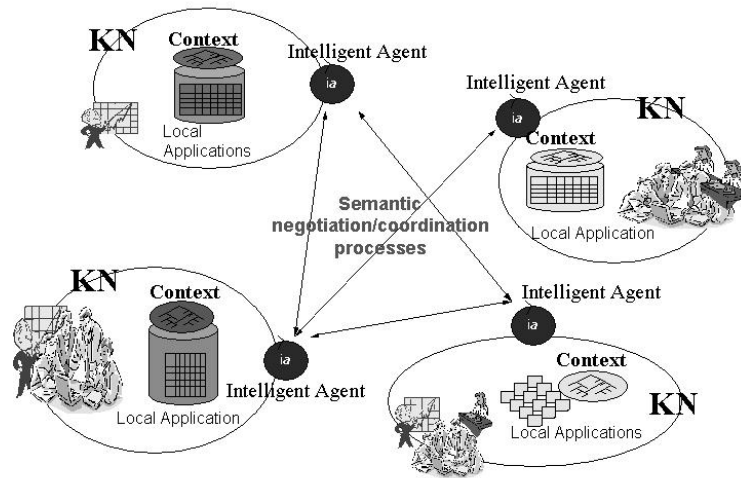 KN
Context
Intelligent Agent
ia
Local
Applications
Intelligent Agent
ia
KN
Context
Local Application
Semantic
negotiation/coordination
processes
KN
Context
ia
Intelligent Agent
Local Application
Intelligent Agent
ia
Context
KN
Local Applications